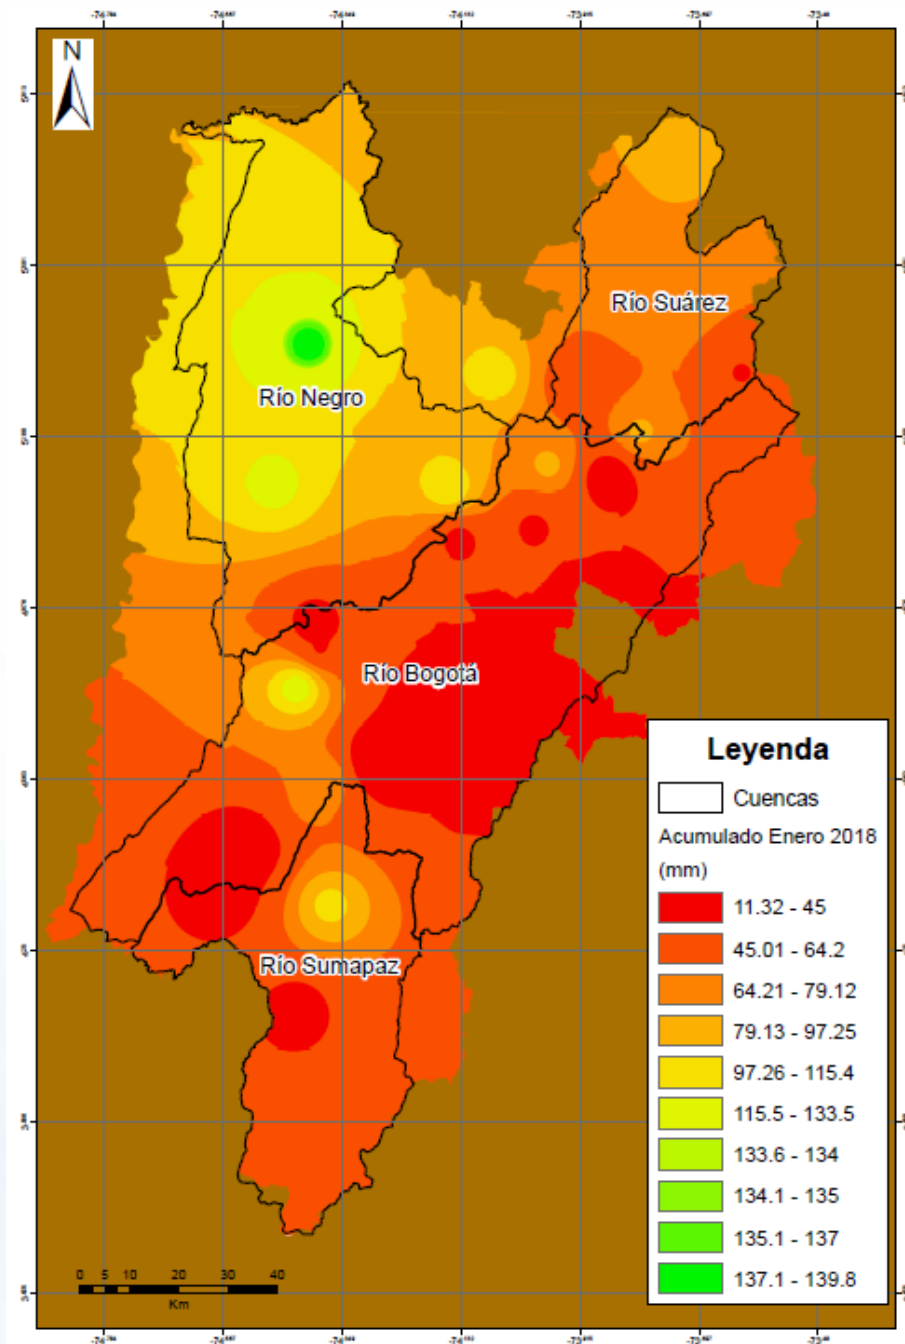 N
Río Suárez
Río Negro
Río Bogotá
Río Sumapaz
Leyenda
Cuencas
Acumulado Enero 2018
(mm)
11.32 - 45
45.01 - 64.2
64.21 - 79.12
79.13 - 97.25
97.26 - 115.4
115.5 - 133.5
133.6 - 134
134.1 - 135
135.1 - 137
137.1 - 139.8
0 5 10 20 30 40
Km